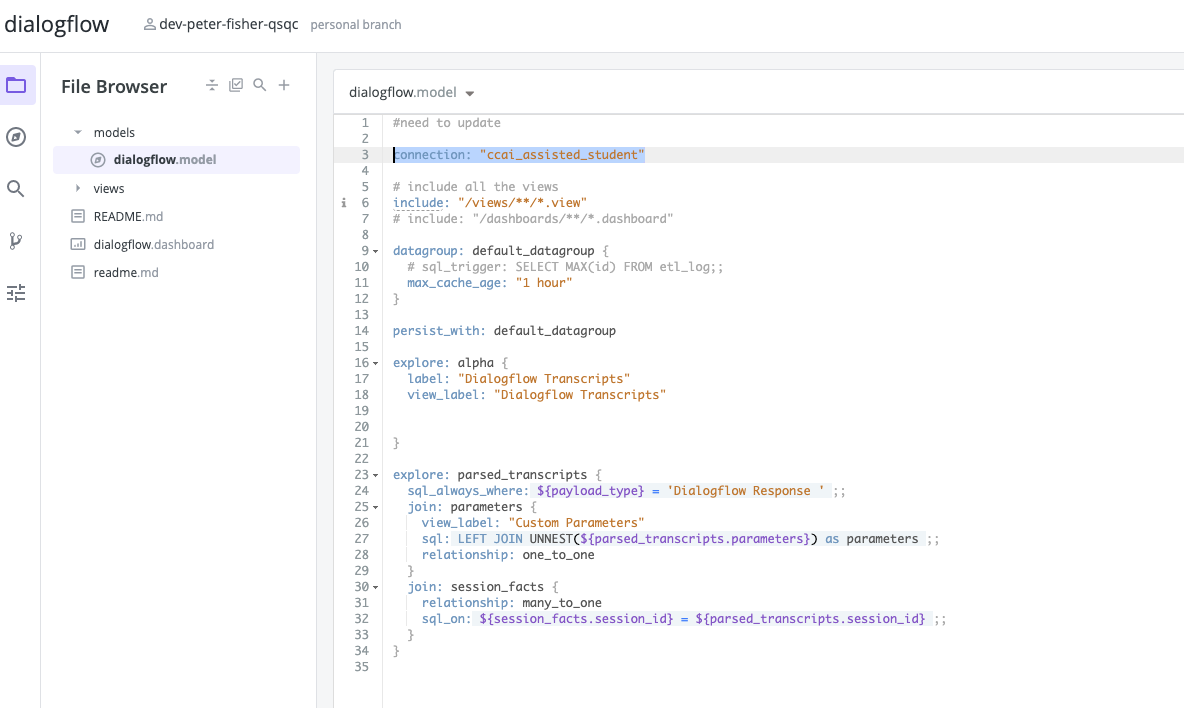 dialogflow
dev-peter-fisher-qsqc personal branch
File Browser
models
dialogflow.model
views
README.md
dialogflow.dashboard
readme.md
dialogflow.model
1 #need to update
2
3 connection: "ccai_assisted_student"
4
5 # include all the views
i 6 include: "/views/**/*.view"
7 # include: "/dashboards/**/*.dashboard"
8
9 datagroup: default_datagroup {
10 # sql_trigger: SELECT MAX(id) FROM etl_log;;
11 max_cache_age: "1 hour"
12 }
13
14 persist_with: default_datagroup
15
16 explore: alpha {
17 label: "Dialogflow Transcripts"
18 view_label: "Dialogflow Transcripts"
19
20
21 }
22
23 explore: parsed_transcripts {
24 sql_always_where: ${payload_type} = 'Dialogflow Response ' ;;
25 join: parameters {
26 view_label: "Custom Parameters"
27 sql: LEFT JOIN UNNEST(${parsed_transcripts.parameters}) as parameters ;;
28 relationship: one_to_one
29 }
30 join: session_facts {
31 relationship: many_to_one
32 sql_on: ${session_facts.session_id} = ${parsed_transcripts.session_id} ;;
33 }
34 }
35